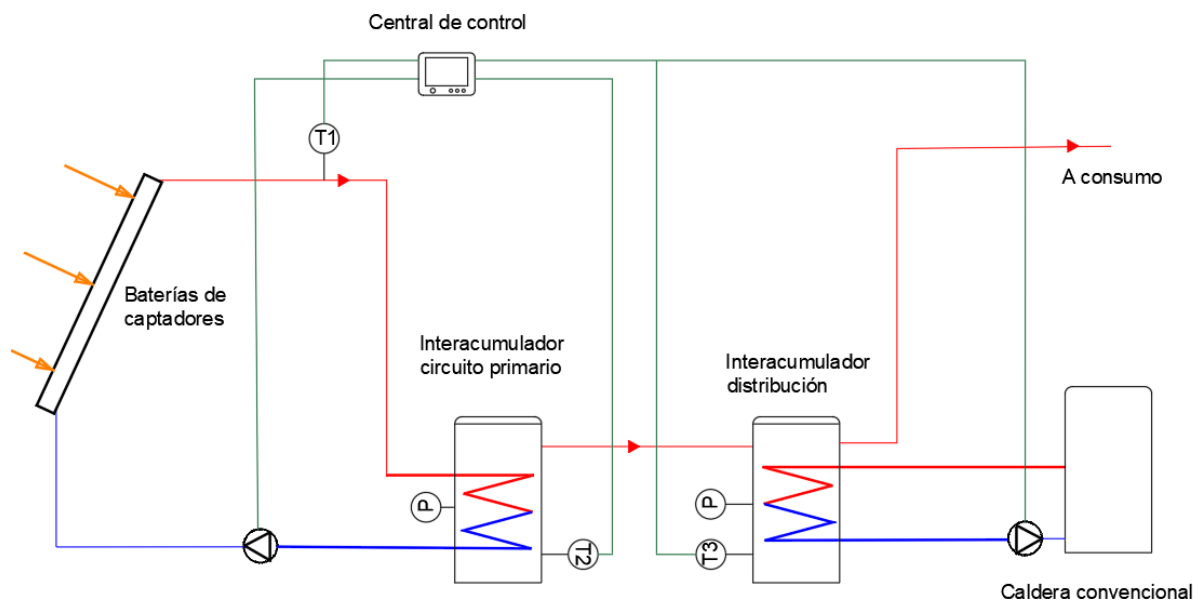 Central de control
T1
A consumo
Baterías de
captadores
Interacumulador
circuito primario
Interacumulador
distribución
P
P
T2
T3
Caldera convencional